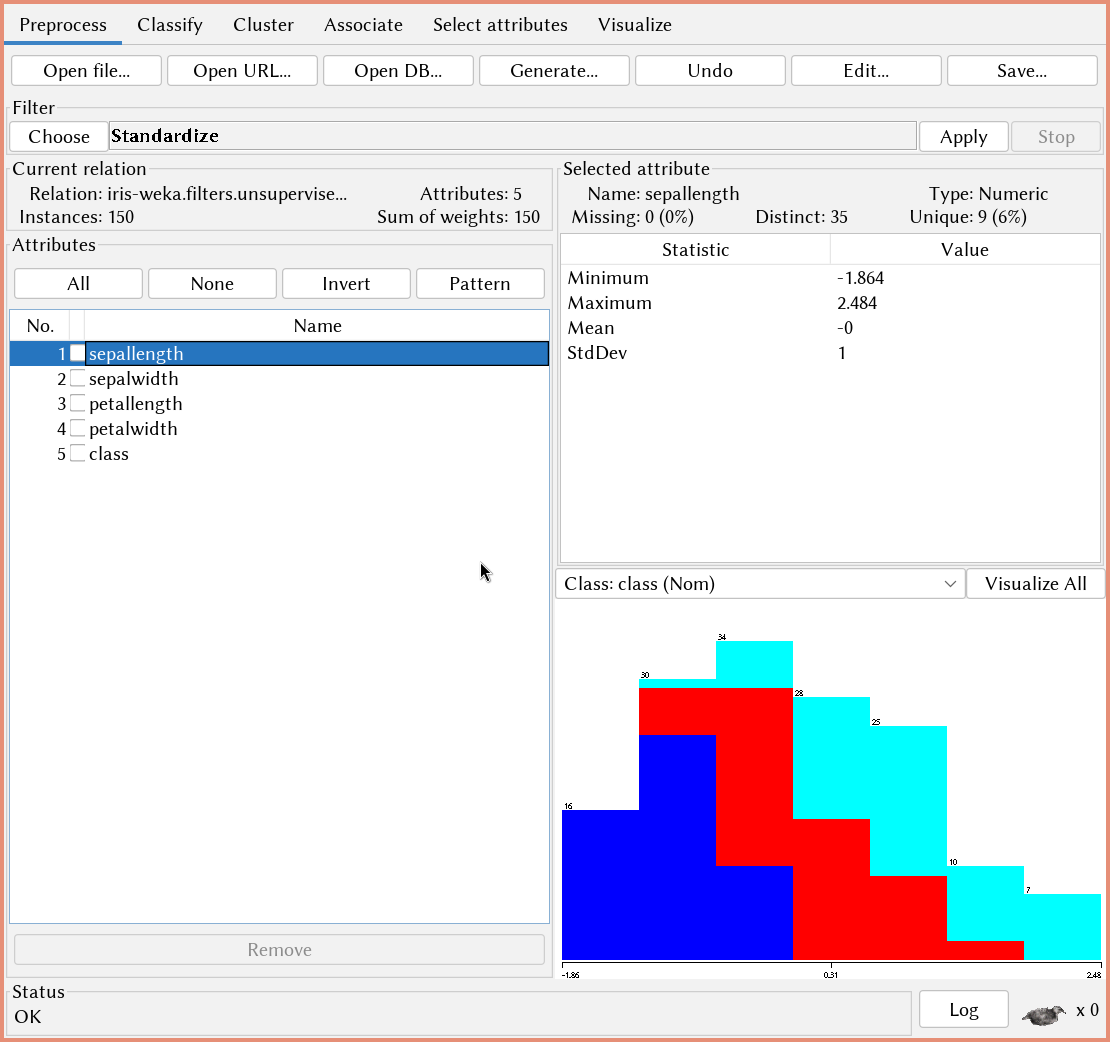 Preprocess Classify Cluster Associate Select attributes Visualize
Open file... Open URL... Open DB... Generate... Undo Edit... Save...
Filter
Choose Standardize Apply Stop
Current relation
Relation: iris-weka.filters.unsupervise... Attributes: 5
Instances: 150 Sum of weights: 150
Attributes
All None Invert Pattern
No. Name
1 sepallength
2 sepalwidth
3 petallength
4 petalwidth
5 class
Remove
Selected attribute
Name: sepallength Type: Numeric
Missing: 0 (0%) Distinct: 35 Unique: 9 (6%)
Statistic Value
Minimum -1.864
Maximum 2.484
Mean -0
StdDev 1
Class: class (Nom) Visualize All
34
30
28
25
16
10
7
-1.86 0.31 2.48
Status
OK
Log x 0